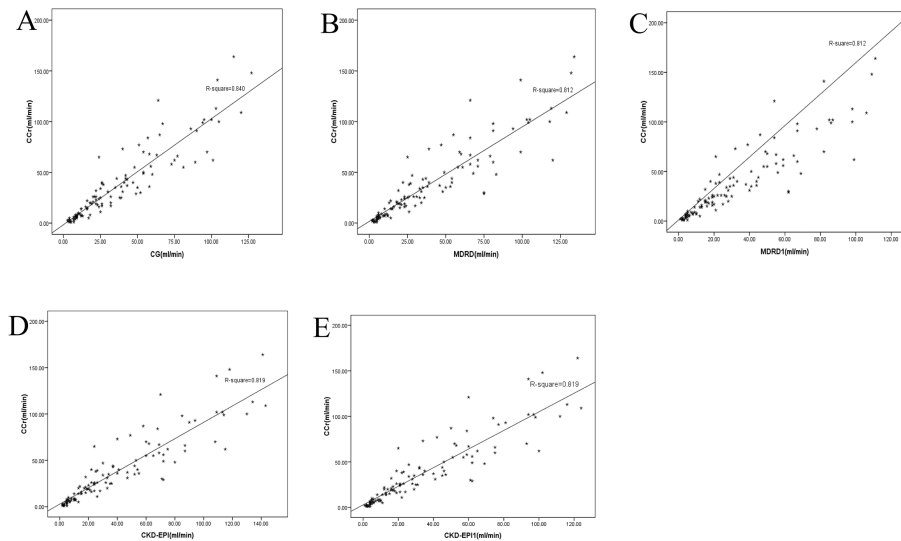 A
200.00
150.00
100.00
50.00
0.00
CCr(ml/min)
R-square=0.840
0.00 25.00 50.00 75.00 100.00 125.00
CG(ml/min)
B
200.00
150.00
100.00
50.00
0.00
CCr(ml/min)
R-square=0.812
0.00 25.00 50.00 75.00 100.00 125.00
MDRD(ml/min)
C
200.00
150.00
100.00
50.00
0.00
CCr(ml/min)
R-suare=0.812
0.00 20.00 40.00 60.00 80.00 100.00 120.00
MDRD1(ml/min)
D
200.00
150.00
100.00
50.00
0.00
CCr(ml/min)
R-square=0.819
0.00 20.00 40.00 60.00 80.00 100.00 120.00 140.00
CKD-EPI(ml/min)
E
200.00
150.00
100.00
50.00
0.00
CCr(ml/min)
R-square=0.819
0.00 20.00 40.00 60.00 80.00 100.00 120.00
CKD-EPI1(ml/min)